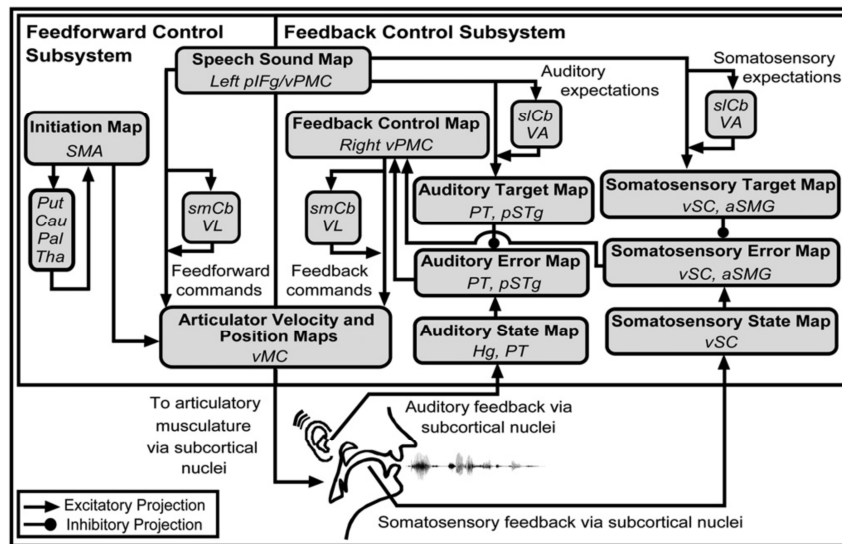 Feedforward Control
Subsystem
Feedback Control Subsystem
Speech Sound Map
Left pIFg/vPMC
Auditory
expectations
Somatosensory
expectations
slCb
VA
slCb
VA
Initiation Map
SMA
Feedback Control Map
Right vPMC
Put
Cau
Pal
Tha
smCb
VL
smCb
VL
Auditory Target Map
PT, pSTg
Somatosensory Target Map
vSC, aSMG
Feedforward
commands
Feedback
commands
Auditory Error Map
PT, pSTg
Somatosensory Error Map
vSC, aSMG
Articulator Velocity and
Position Maps
vMC
Auditory State Map
Hg, PT
Somatosensory State Map
vSC
To articulatory
musculature
via subcortical
nuclei
Auditory feedback via
subcortical nuclei
Excitatory Projection
Inhibitory Projection
Somatosensory feedback via subcortical nuclei